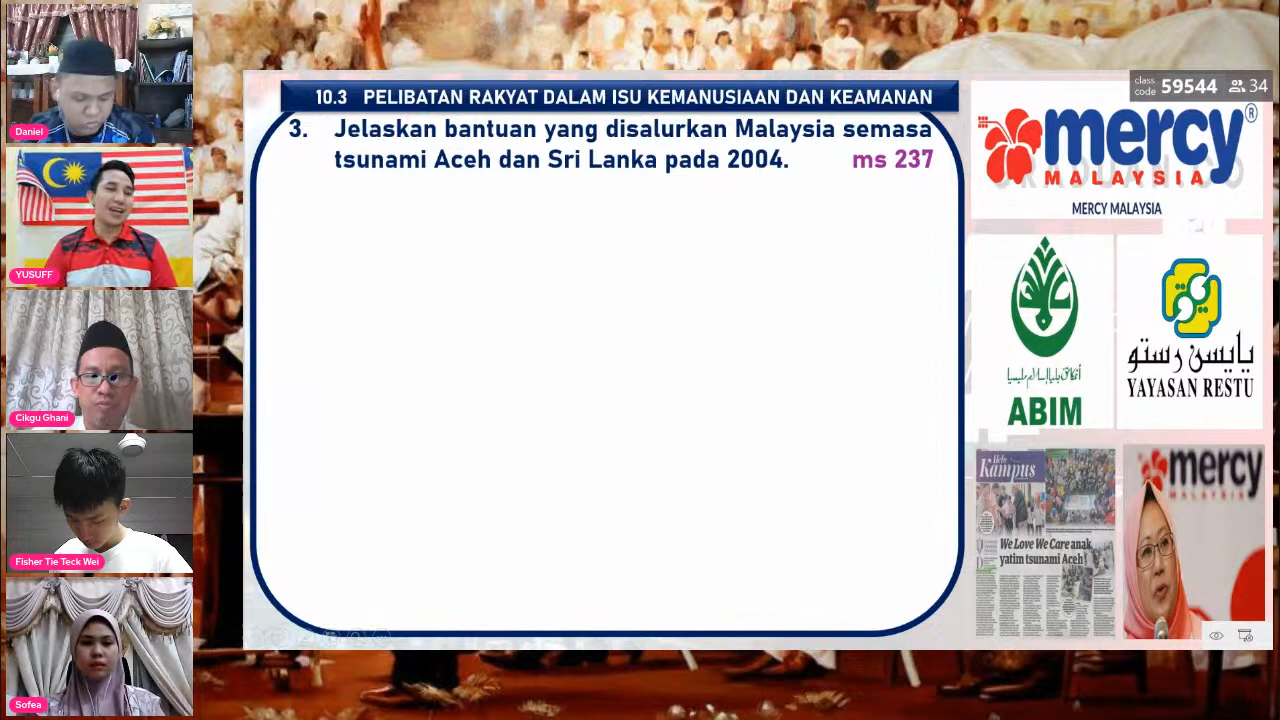 Daniel
YUSUFF
Cikgu Ghani
Fisher Tie Teck Wei
Sofea
10.3 PELIBATAN RAKYAT DALAM ISU KEMANUSIAAN DAN KEAMANAN
3. Jelaskan bantuan yang disalurkan Malaysia semasa
tsunami Aceh dan Sri Lanka pada 2004. ms 237
class
code 59544 34
mercy®
MALAYSIA
MERCY MALAYSIA
ABIM
يايسن رستو
YAYASAN RESTU
Kampus
We Love We Care anak
yatim tsunami Aceh
mercy
MALAYSIA